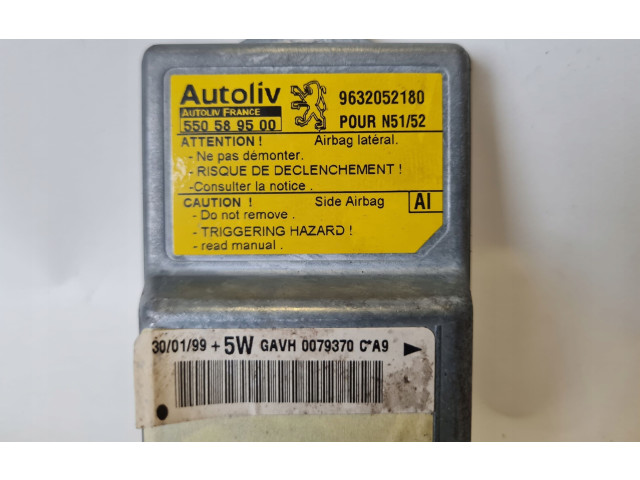 Autoliv
AUTOLIV FRANCE
550 58 95 00
9632052180
POUR N51/52
ATTENTION ! Airbag latéral.
- Ne pas démonter.
- RISQUE DE DECLENCHEMENT !
-Consulter la notice .
CAUTION ! Side Airbag AI
- Do not remove .
- TRIGGERING HAZARD !
- read manual .
30/01/99 + 5W GAVH 0079370 C*A9